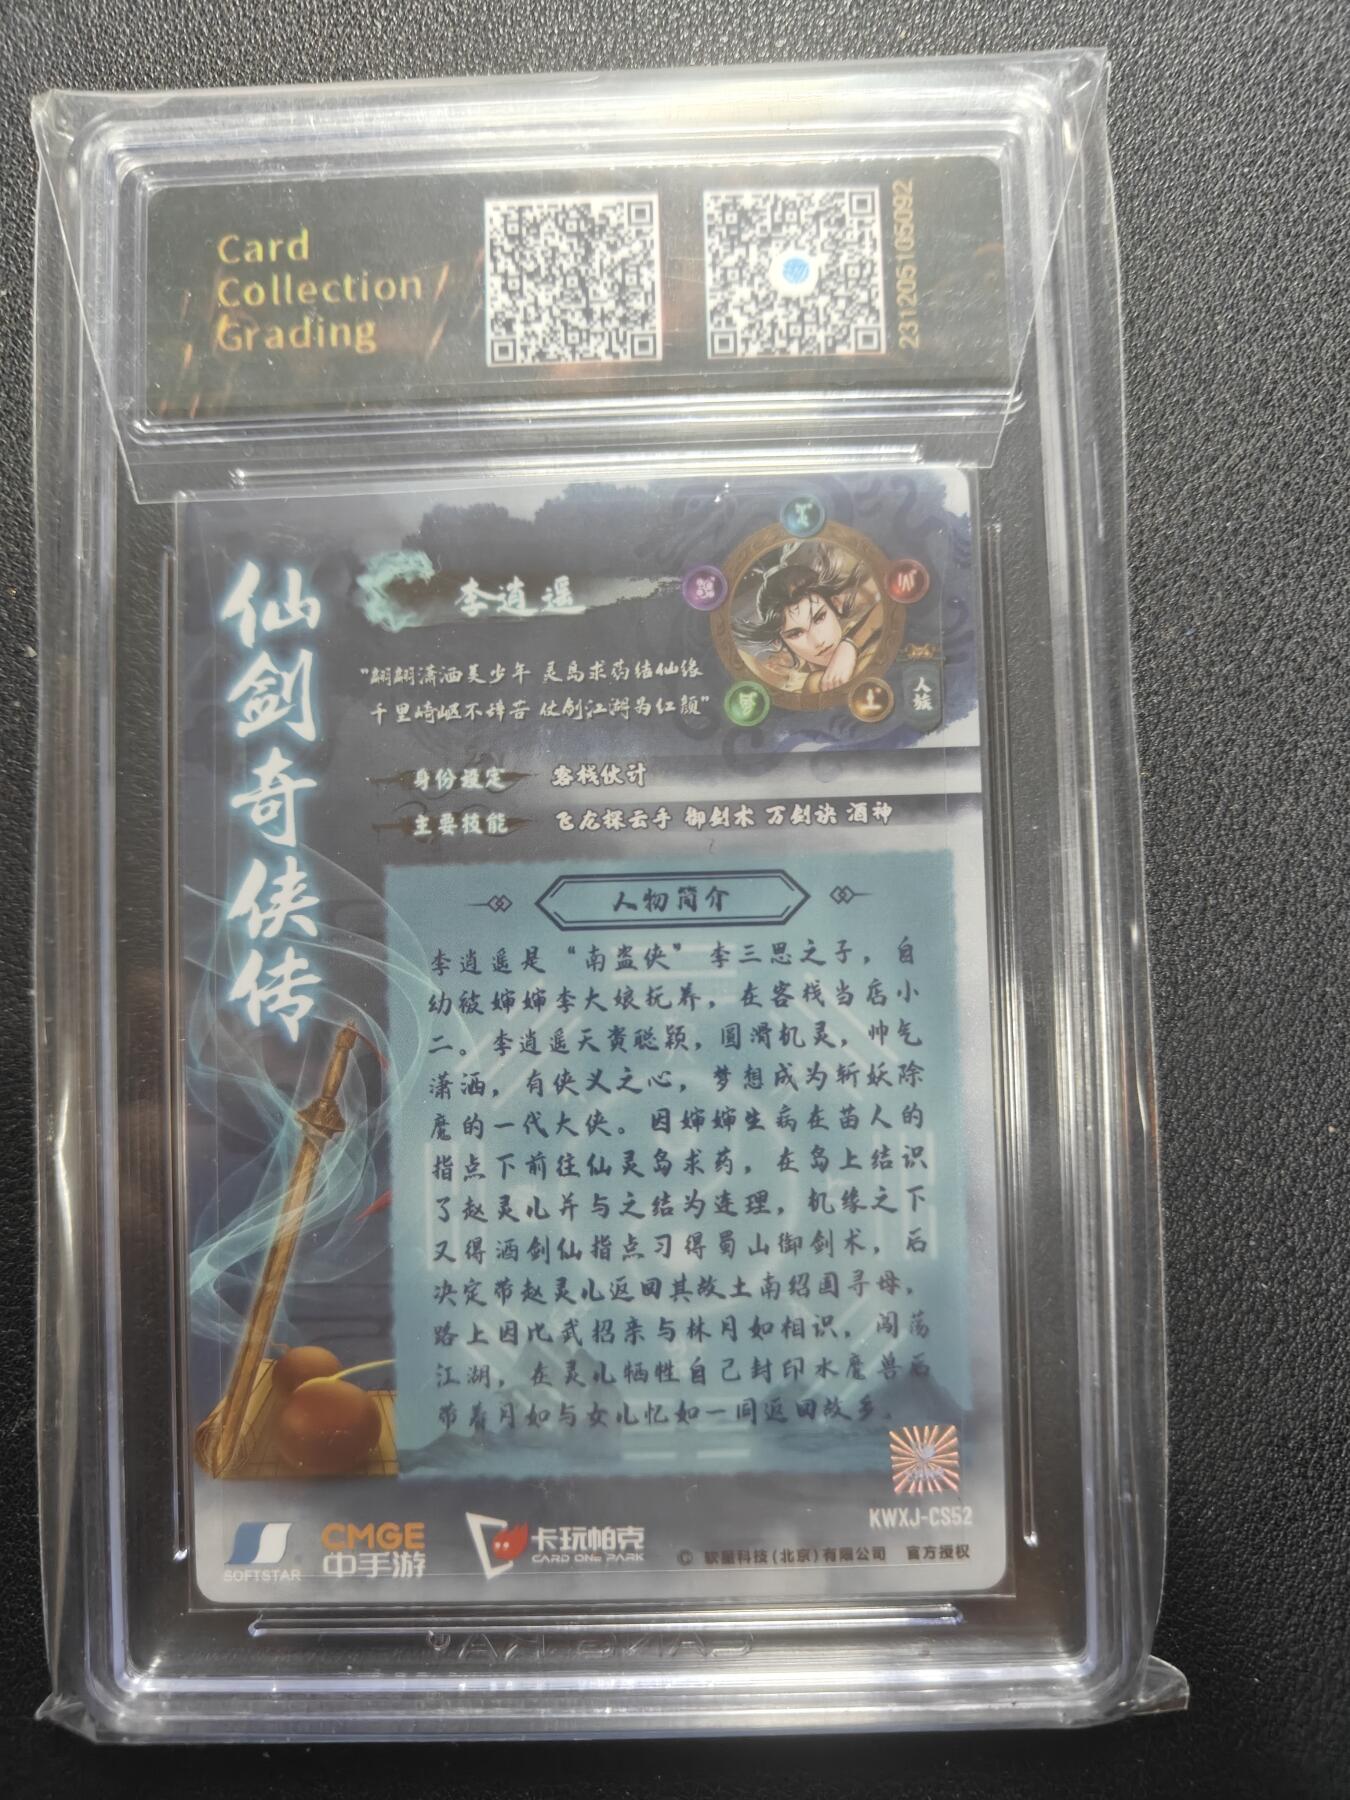 Card
Collection
Grading
231205105092
仙剑奇侠传
李逍遥
"翩翩潇洒美少年 灵岛求药结仙缘
千里崎岖不辞苦 仗剑江湖为红颜"
人族
身份设定 客栈伙计
主要技能 飞龙探云手 御剑术 万剑诀 酒神
人物简介
李逍遥是“南盗侠”李三思之子，自
幼被婶婶李大娘抚养，在客栈当店小
二。李逍遥天资聪颖，圆滑机灵，帅气
潇洒，有侠义之心，梦想成为斩妖除
魔的一代大侠。因婶婶生病在苗人的
指点下前往仙灵岛求药，在岛上结识
了赵灵儿并与之结为连理，机缘之下
又得酒剑仙指点习得蜀山御剑术，后
决定带赵灵儿返回其故土南绍国寻母，
路上因比武招亲与林月如相识，闯荡
江湖，在灵儿牺牲自己封印水魔兽后
带着月如与女儿忆如一同返回故乡。
KWXJ-CS52
SOFTSTAR
CMGE
中手游
卡玩帕克
CARD ONE PARK
© 软星科技(北京)有限公司 官方授权